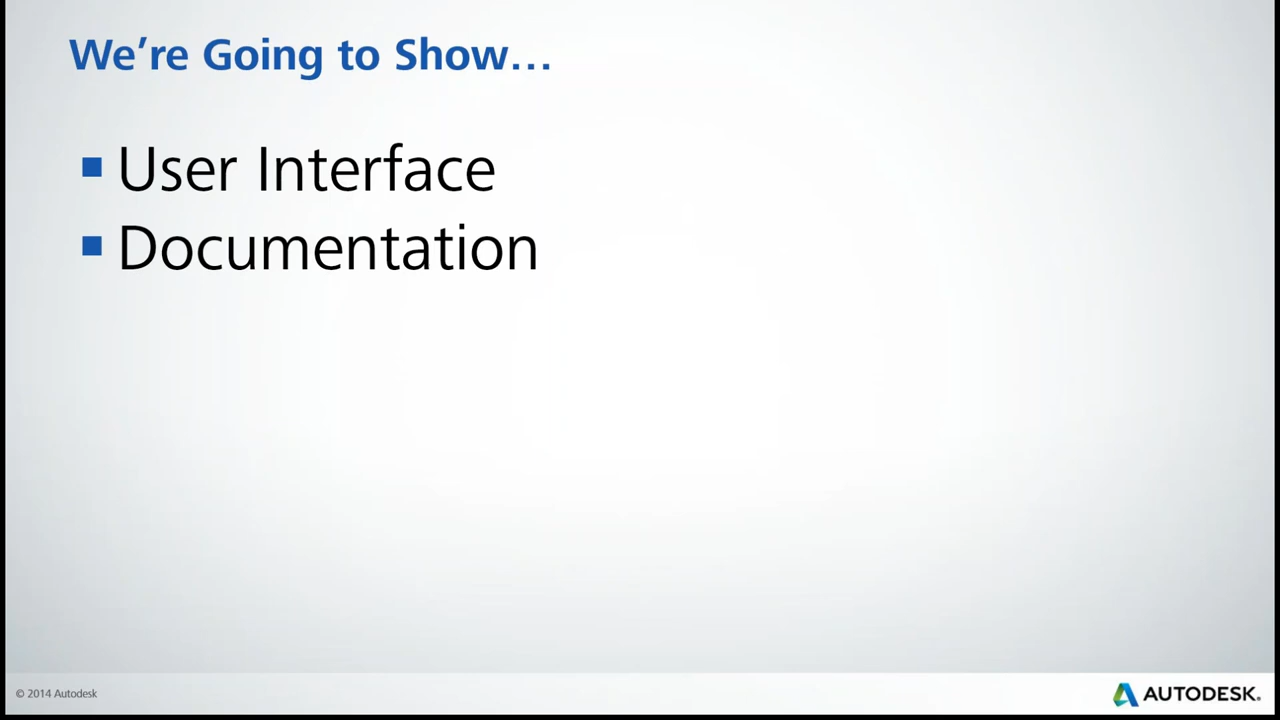 We’re Going to Show…
User Interface
Documentation
© 2014 Autodesk
AUTODESK.